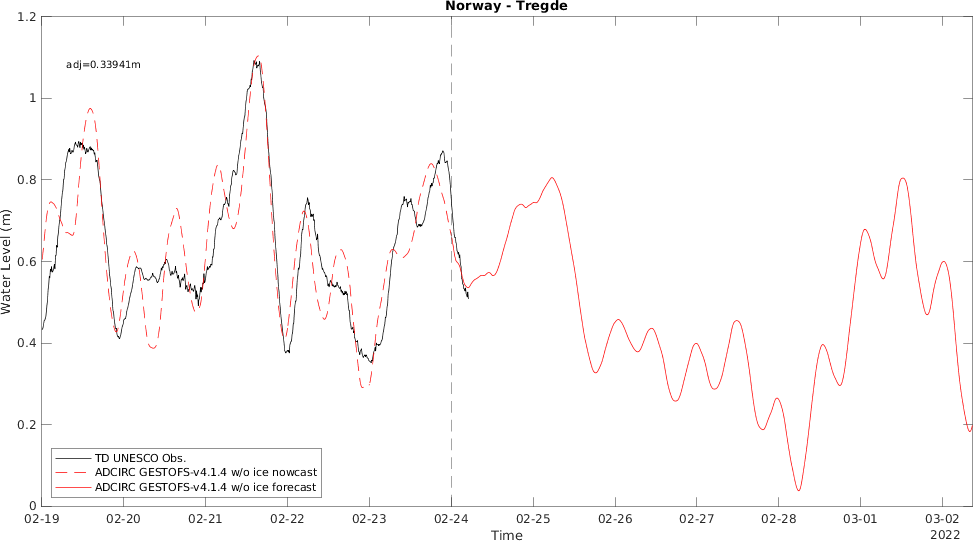 Norway - Tregde
adj=0.33941m
Water Level (m)
1.2
1
0.8
0.6
0.4
0.2
0
TD UNESCO Obs.
ADCIRC GESTOFS-v4.1.4 w/o ice nowcast
ADCIRC GESTOFS-v4.1.4 w/o ice forecast
02-19 02-20 02-21 02-22 02-23 02-24 02-25 02-26 02-27 02-28 03-01 03-02
2022
Time